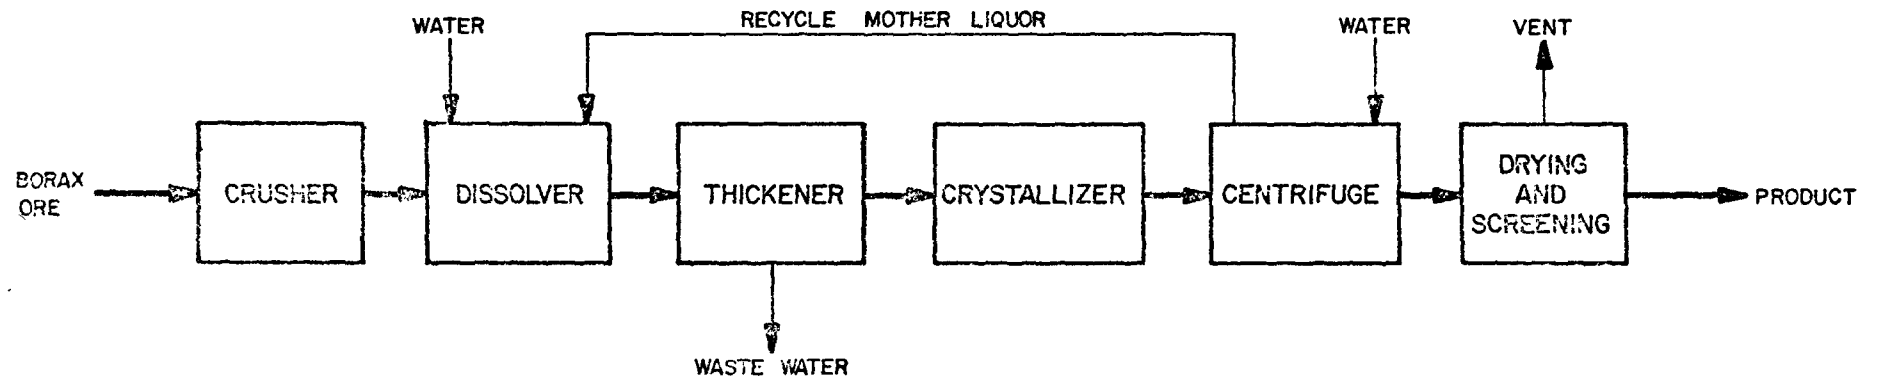 WATER
RECYCLE MOTHER LIQUOR
WATER
VENT
BORAX
ORE
CRUSHER
DISSOLVER
THICKENER
CRYSTALLIZER
CENTRIFUGE
DRYING
AND
SCREENING
PRODUCT
WASTE WATER